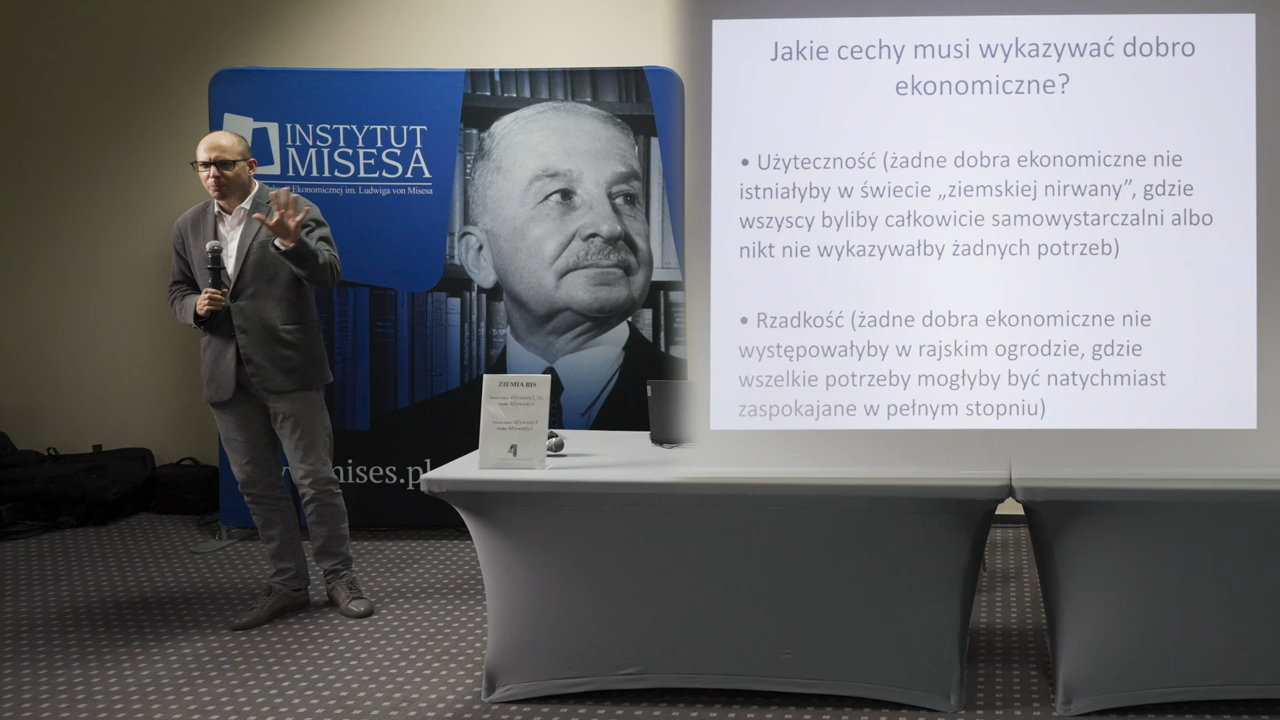 INSTYTUT
MISESA
Ekonomicznej im. Ludwiga von Misesa
mises.pl
ZIEMIA BIS
Jakie cechy musi wykazywać dobro
ekonomiczne?
• Użyteczność (żadne dobra ekonomiczne nie
istniałyby w świecie „ziemskiej nirwany”, gdzie
wszyscy byliby całkowicie samowystarczalni albo
nikt nie wykazywałby żadnych potrzeb)
• Rzadkość (żadne dobra ekonomiczne nie
występowałyby w rajskim ogrodzie, gdzie
wszelkie potrzeby mogłyby być natychmiast
zaspokajane w pełnym stopniu)